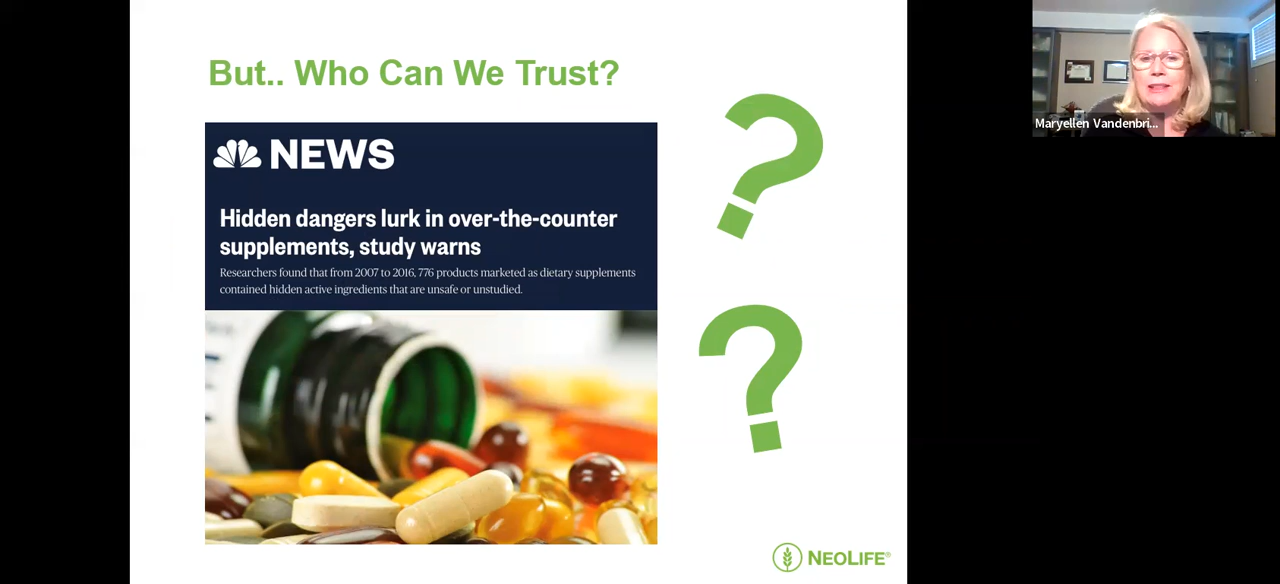 But.. Who Can We Trust?
NEWS
Hidden dangers lurk in over-the-counter
supplements, study warns
Researchers found that from 2007 to 2016, 776 products marketed as dietary supplements
contained hidden active ingredients that are unsafe or unstudied.
?
?
NEOLIFE®
Maryellen Vandenbri...